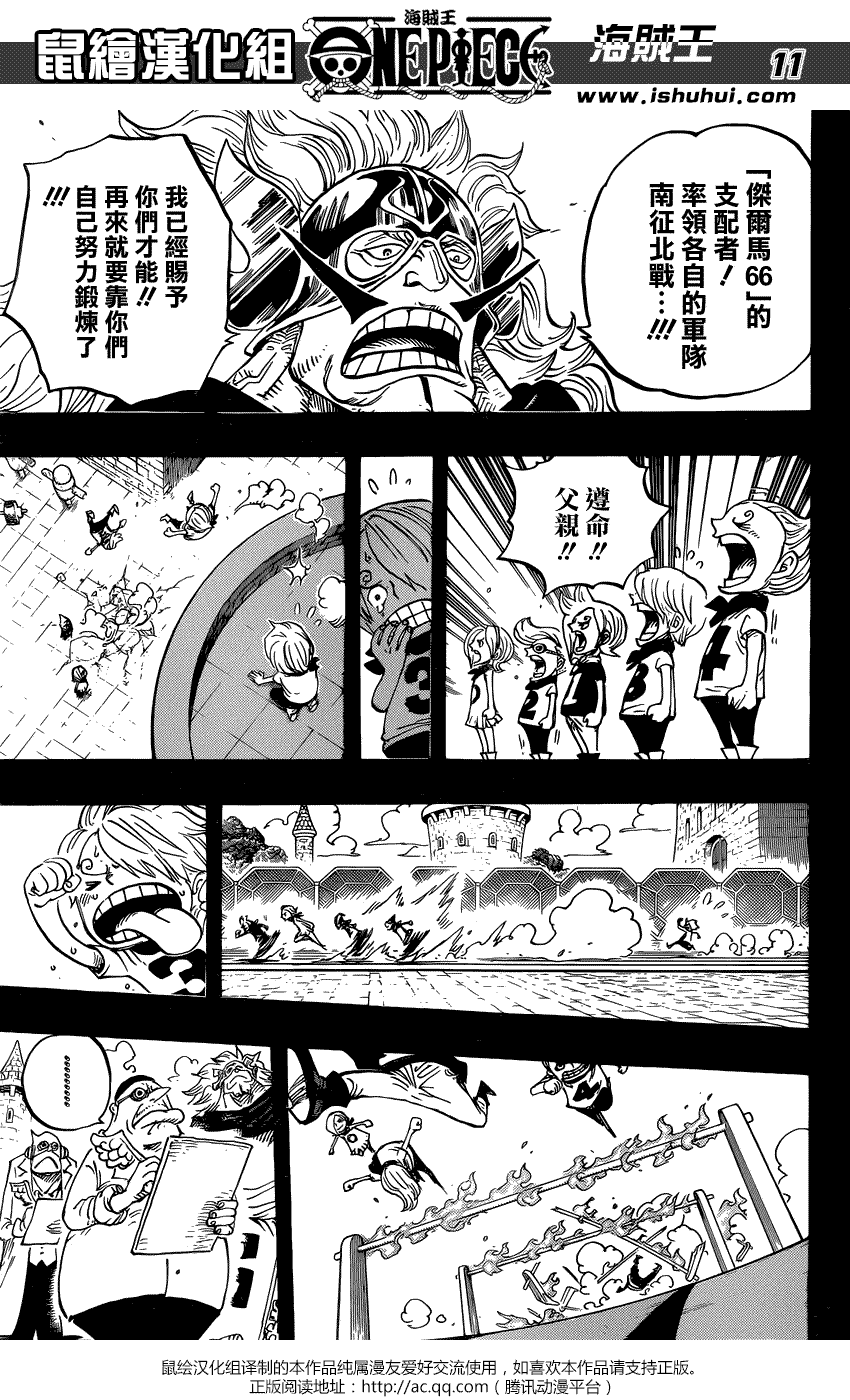 海賊王
鼠繪漢化組
ONE PIECE
海賊王
11
www.ishuhui.com
「傑爾馬66」的
支配者！
率領各自的軍隊
南征北戰…!!!
我已經賜予
你們才能!!
再來就要靠你們
自己努力鍛煉了
!!!
遵命!!
父親!!
0
2
1
3
4
3
3
4
0
………
鼠绘汉化组译制的本作品纯属漫友爱好交流使用，如喜欢本作品请支持正版。
正版阅读地址：http://ac.qq.com（腾讯动漫平台）